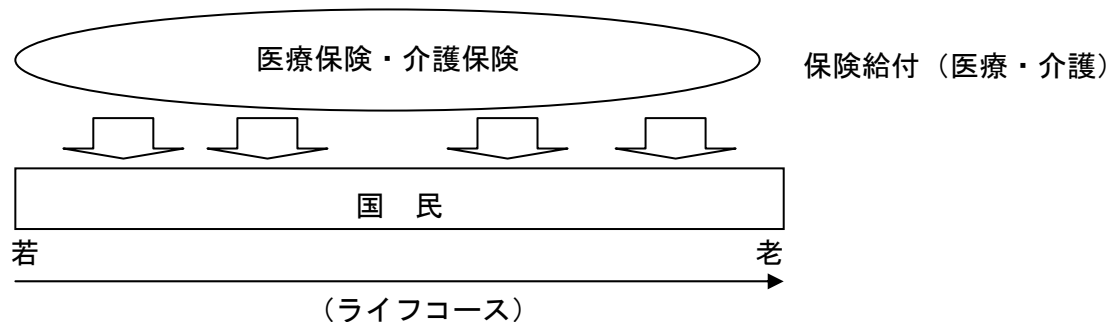 医療保険・介護保険
保険給付（医療・介護）
国　民
若
老
（ライフコース）